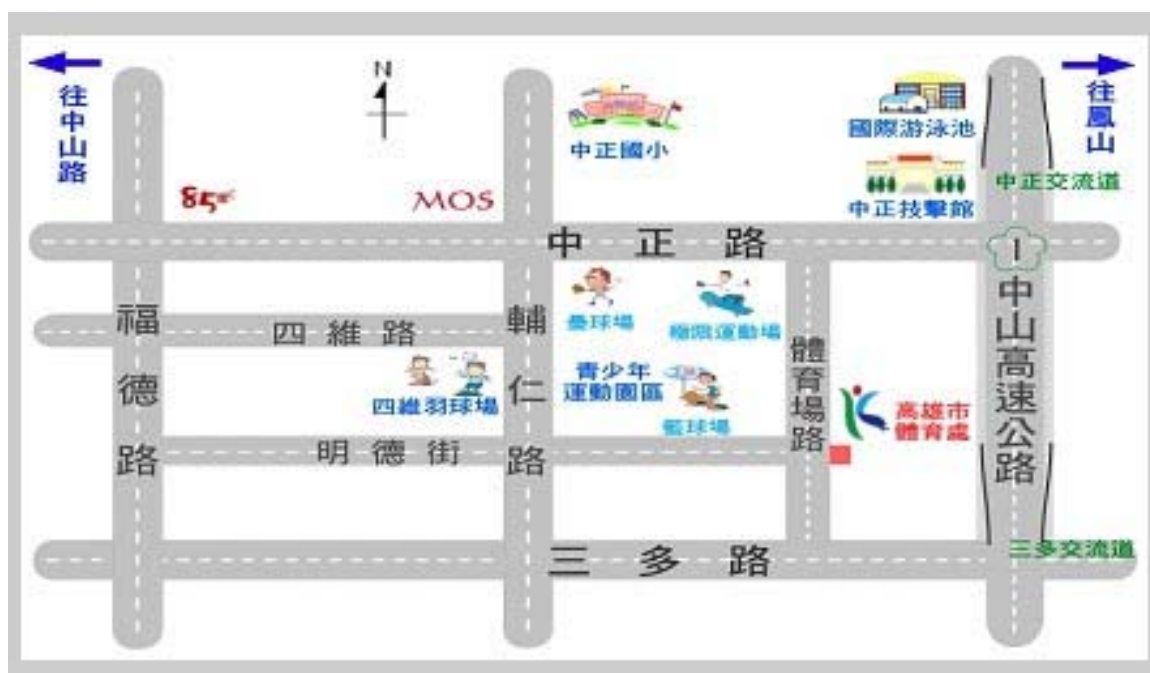 往中山路
N
往鳳山
中正國小
國際游泳池
中正交流道
85
MOS
中正技擊館
中正路
1
福德路
四維路
輔仁路
壘球場
極限運動場
體育場路
中山高速公路
四維羽球場
青少年
運動園區
籃球場
高雄市
體育處
明德街
三多路
三多交流道